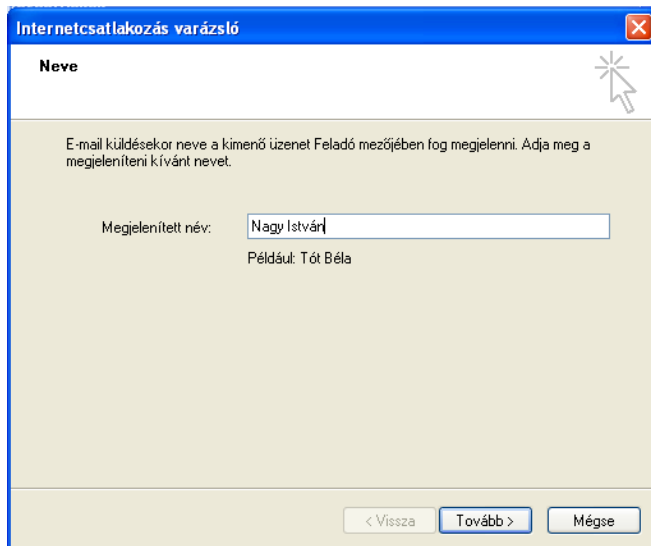 Internetcsatlakozás varázsló
Neve
E-mail küldésekor neve a kimenő üzenet Feladó mezőjében fog megjelenni. Adja meg a
megjeleníteni kívánt nevet.
Megjelenített név: Nagy István
Például: Tót Béla
< Vissza Tovább > Mégse